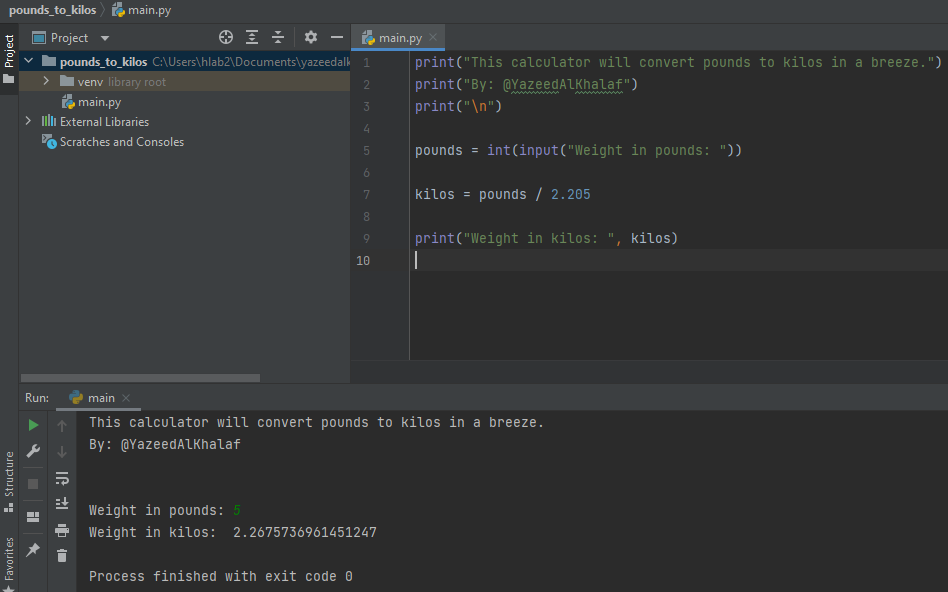 pounds_to_kilos main.py
Project
Project
pounds_to_kilos C:\Users\hlab2\Documents\yazeedalk
venv library root
main.py
External Libraries
Scratches and Consoles
main.py
1 print("This calculator will convert pounds to kilos in a breeze.")
2 print("By: @YazeedAlKhalaf")
3 print("\n")
4
5 pounds = int(input("Weight in pounds: "))
6
7 kilos = pounds / 2.205
8
9 print("Weight in kilos: ", kilos)
10
Run: main
This calculator will convert pounds to kilos in a breeze.
By: @YazeedAlKhalaf
Weight in pounds: 5
Weight in kilos:  2.2675736961451247
Process finished with exit code 0
Structure
Favorites